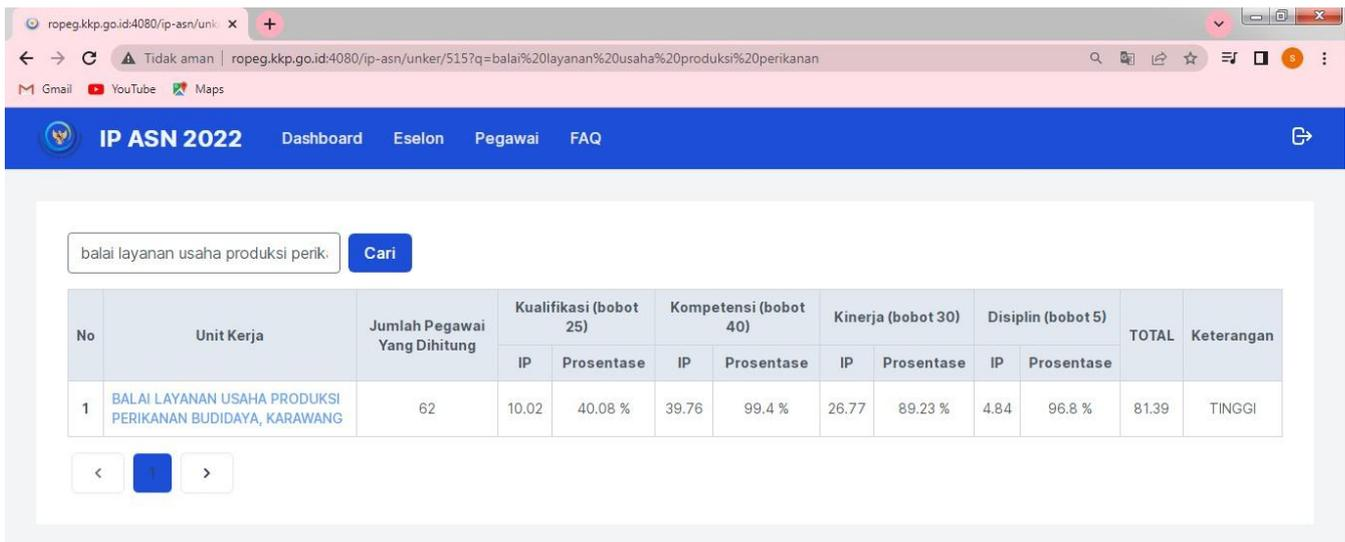 ropeg.kkp.go.id:4080/ip-asn/unk
Tidak aman | ropeg.kkp.go.id:4080/ip-asn/unker/515?q=balai%20layanan%20usaha%20produksi%20perikanan
S
Gmail YouTube Maps
IP ASN 2022 Dashboard Eselon Pegawai FAQ
balai layanan usaha produksi perik Cari
No Unit Kerja Jumlah Pegawai Yang Dihitung Kualifikasi (bobot 25) Kompetensi (bobot 40) Kinerja (bobot 30) Disiplin (bobot 5) TOTAL Keterangan
IP Prosentase IP Prosentase IP Prosentase IP Prosentase
1 BALAI LAYANAN USAHA PRODUKSI PERIKANAN BUDIDAYA, KARAWANG 62 10.02 40.08 % 39.76 99.4 % 26.77 89.23 % 4.84 96.8 % 81.39 TINGGI
< 1 >